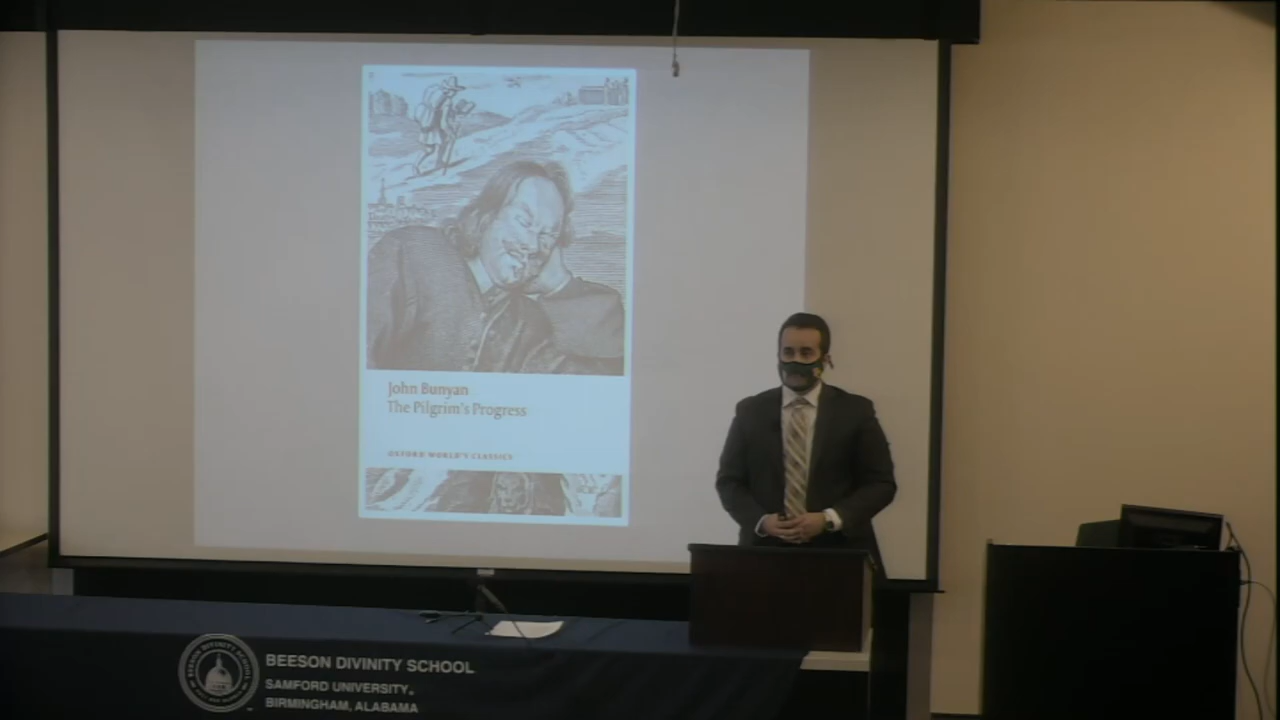 John Bunyan
The Pilgrim's Progress
OXFORD WORLD'S CLASSICS
BEESON DIVINITY SCHOOL
SAMFORD UNIVERSITY.
BIRMINGHAM, ALABAMA